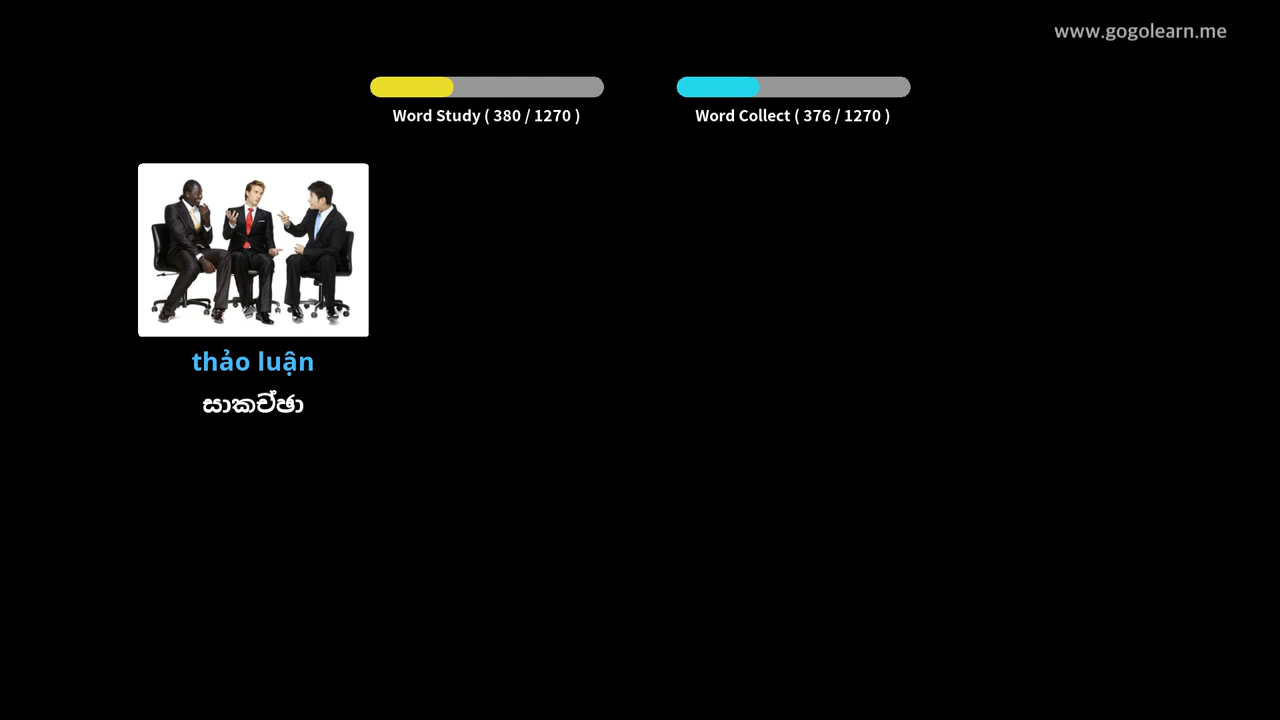 www.gogolearn.me
Word Study ( 380 / 1270 )
Word Collect ( 376 / 1270 )
thảo luận
සාකච්ඡා